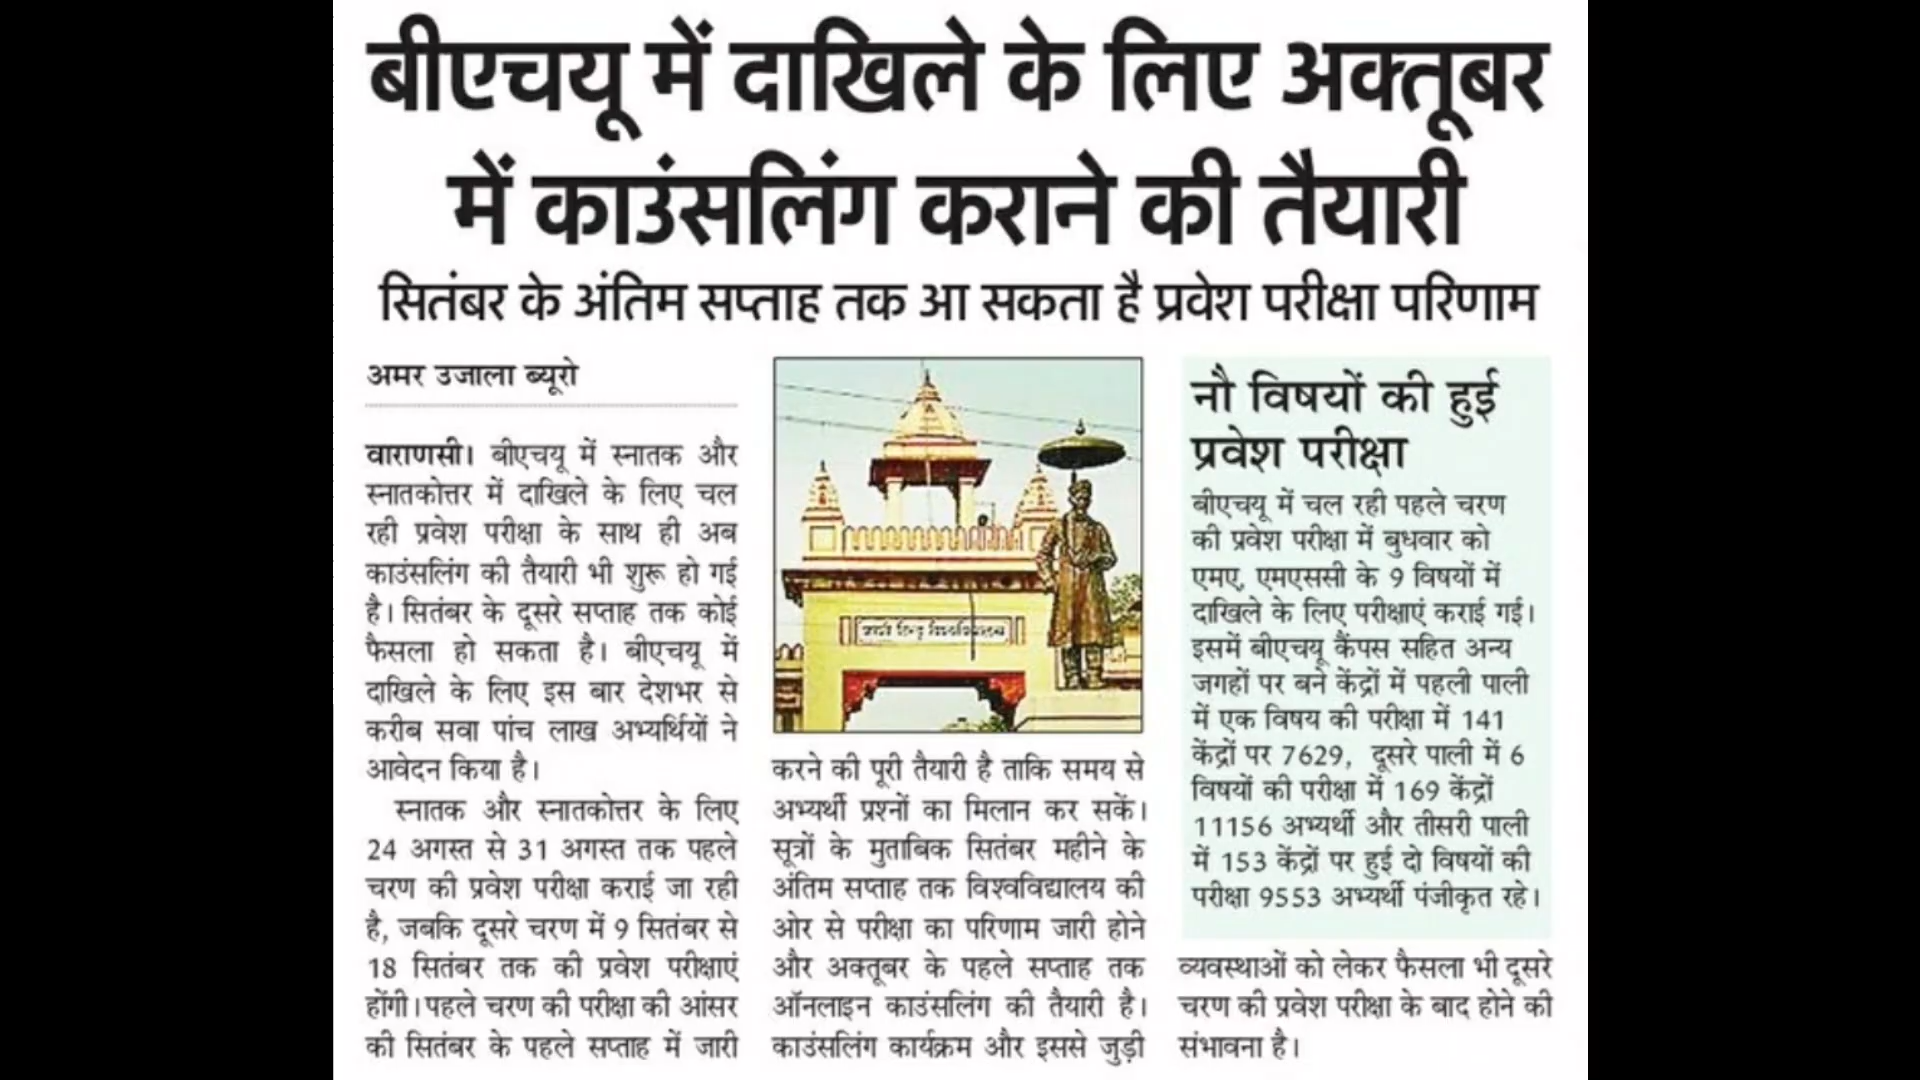 बीएचयू में दाखिले के लिए अक्तूबर
में काउंसलिंग कराने की तैयारी
सितंबर के अंतिम सप्ताह तक आ सकता है प्रवेश परीक्षा परिणाम
अमर उजाला ब्यूरो
वाराणसी। बीएचयू में स्नातक और
स्नातकोत्तर में दाखिले के लिए चल
रही प्रवेश परीक्षा के साथ ही अब
काउंसलिंग की तैयारी भी शुरू हो गई
है। सितंबर के दूसरे सप्ताह तक कोई
फैसला हो सकता है। बीएचयू में
दाखिले के लिए इस बार देशभर से
करीब सवा पांच लाख अभ्यर्थियों ने
आवेदन किया है।
स्नातक और स्नातकोत्तर के लिए
24 अगस्त से 31 अगस्त तक पहले
चरण की प्रवेश परीक्षा कराई जा रही
है, जबकि दूसरे चरण में 9 सितंबर से
18 सितंबर तक की प्रवेश परीक्षाएं
होंगी। पहले चरण की परीक्षा की आंसर
की सितंबर के पहले सप्ताह में जारी
काशी हिन्दू विश्वविद्यालय
करने की पूरी तैयारी है ताकि समय से
अभ्यर्थी प्रश्नों का मिलान कर सकें।
सूत्रों के मुताबिक सितंबर महीने के
अंतिम सप्ताह तक विश्वविद्यालय की
ओर से परीक्षा का परिणाम जारी होने
और अक्तूबर के पहले सप्ताह तक
ऑनलाइन काउंसलिंग की तैयारी है।
काउंसलिंग कार्यक्रम और इससे जुड़ी
नौ विषयों की हुई
प्रवेश परीक्षा
बीएचयू में चल रही पहले चरण
की प्रवेश परीक्षा में बुधवार को
एमए, एमएससी के 9 विषयों में
दाखिले के लिए परीक्षाएं कराई गई।
इसमें बीएचयू कैंपस सहित अन्य
जगहों पर बने केंद्रों में पहली पाली
में एक विषय की परीक्षा में 141
केंद्रों पर 7629, दूसरे पाली में 6
विषयों की परीक्षा में 169 केंद्रों
11156 अभ्यर्थी और तीसरी पाली
में 153 केंद्रों पर हुई दो विषयों की
परीक्षा 9553 अभ्यर्थी पंजीकृत रहे।
व्यवस्थाओं को लेकर फैसला भी दूसरे
चरण की प्रवेश परीक्षा के बाद होने की
संभावना है।